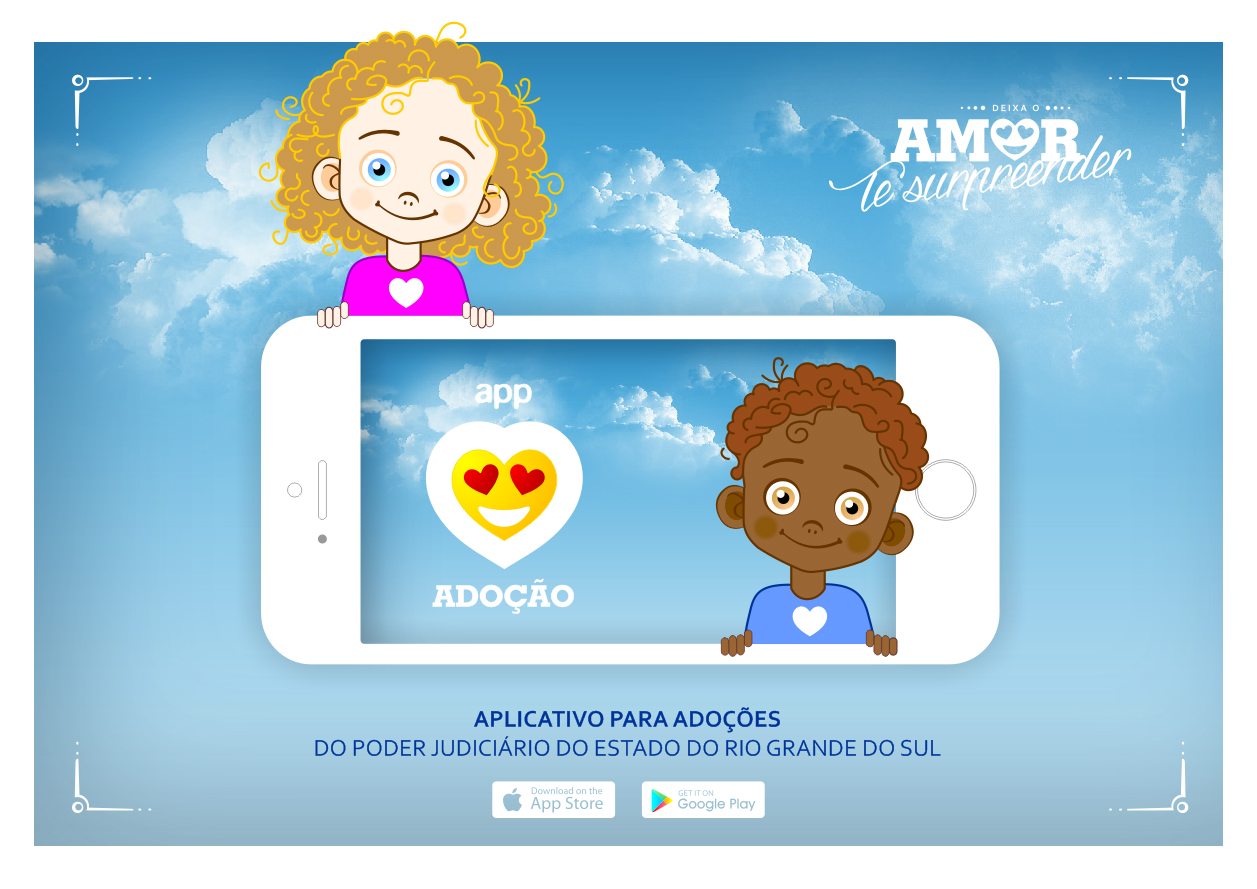 DEIXA O
AMOR
te surpreender
app
ADOÇÃO
APLICATIVO PARA ADOÇÕES
DO PODER JUDICIÁRIO DO ESTADO DO RIO GRANDE DO SUL
Download on the
App Store
GET IT ON
Google Play